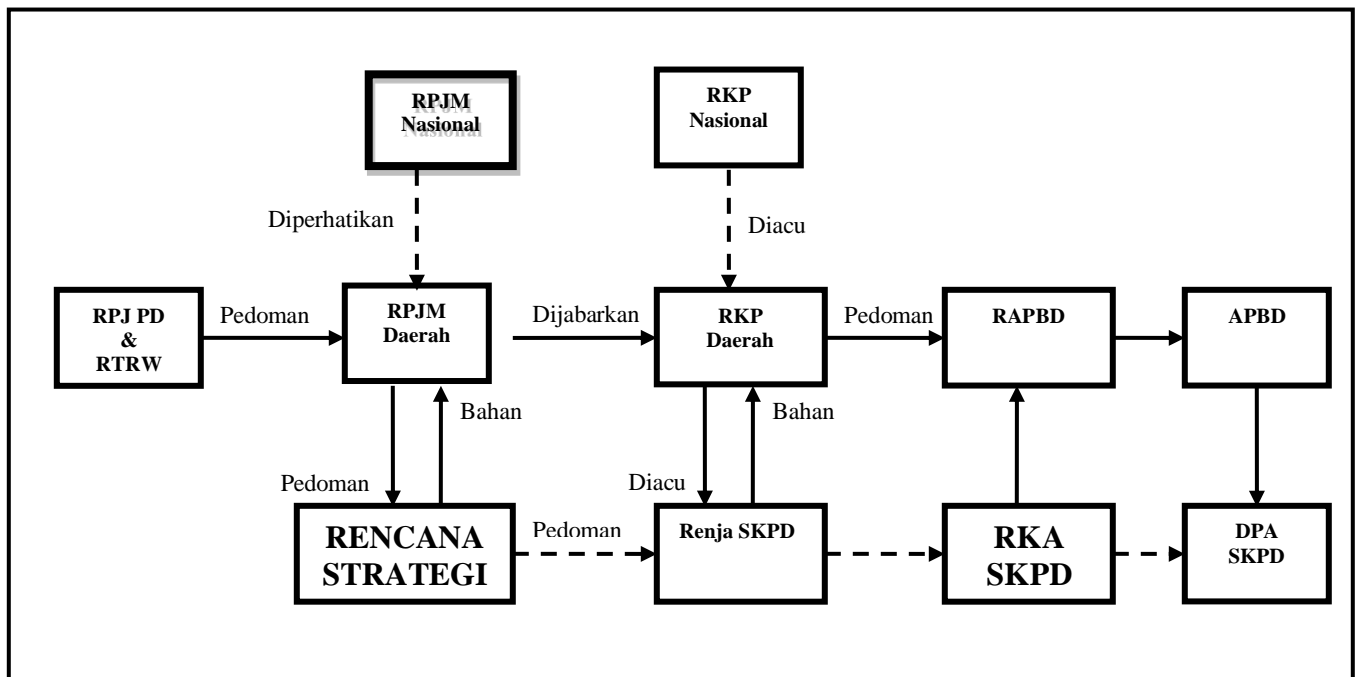 RPJM
Nasional
RKP
Nasional
Diperhatikan
Diacu
RPJ PD
&
RTRW
Pedoman
RPJM
Daerah
Dijabarkan
RKP
Daerah
Pedoman
RAPBD
APBD
Bahan
Bahan
Pedoman
Diacu
RENCANA
STRATEGI
Pedoman
Renja SKPD
RKA
SKPD
DPA
SKPD